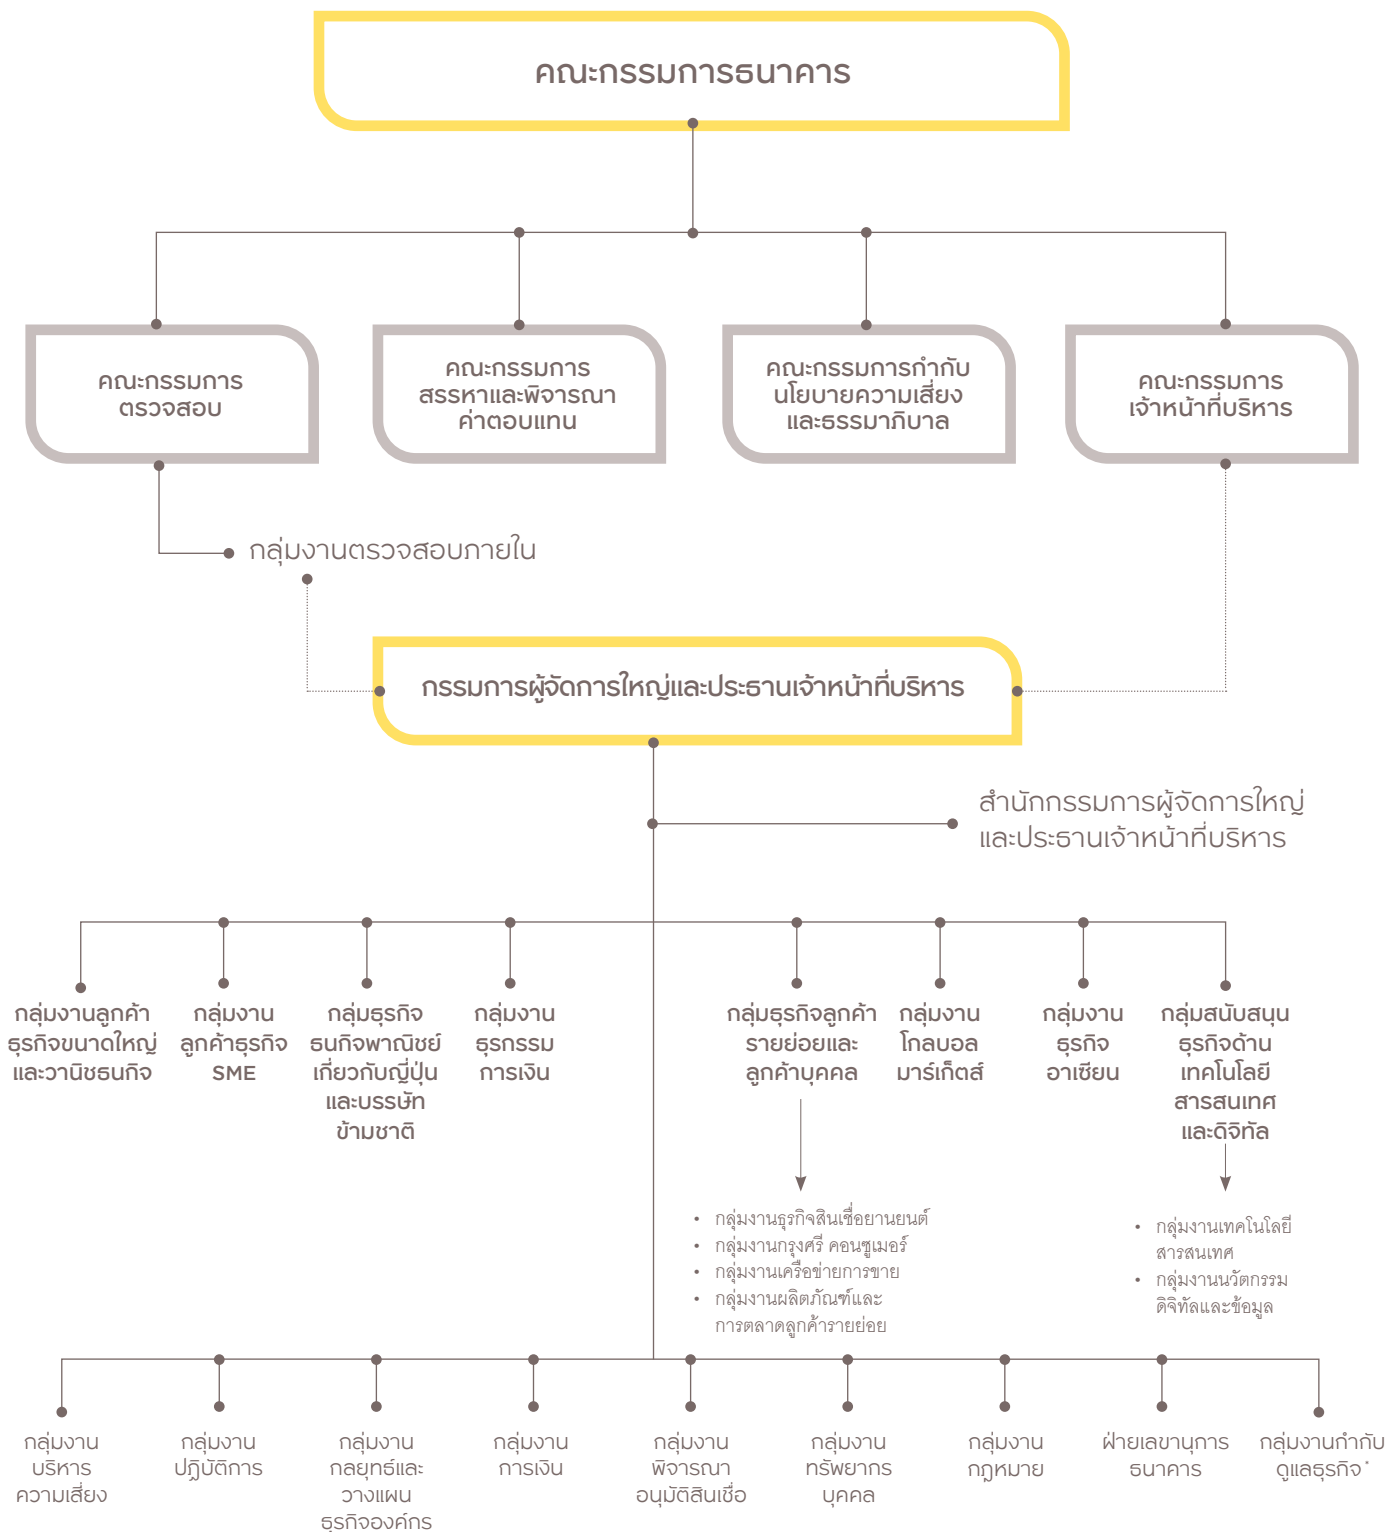 คณะกรรมการธนาคาร
คณะกรรมการ
ตรวจสอบ
คณะกรรมการ
สรรหาและพิจารณา
ค่าตอบแทน
คณะกรรมการกำกับ
นโยบายความเสี่ยง
และธรรมาภิบาล
คณะกรรมการ
เจ้าหน้าที่บริหาร
กลุ่มงานตรวจสอบภายใน
กรรมการผู้จัดการใหญ่และประธานเจ้าหน้าที่บริหาร
สำนักกรรมการผู้จัดการใหญ่
และประธานเจ้าหน้าที่บริหาร
กลุ่มงานลูกค้า
ธุรกิจขนาดใหญ่
และวานิชธนกิจ
กลุ่มงาน
ลูกค้าธุรกิจ
SME
กลุ่มธุรกิจ
ธนกิจพาณิชย์
เกี่ยวกับญี่ปุ่น
และบรรษัท
ข้ามชาติ
กลุ่มงาน
ธุรกรรม
การเงิน
กลุ่มธุรกิจลูกค้า
รายย่อยและ
ลูกค้าบุคคล
กลุ่มงาน
โกลบอล
มาร์เก็ตส์
กลุ่มงาน
ธุรกิจ
อาเซียน
กลุ่มสนับสนุน
ธุรกิจด้าน
เทคโนโลยี
สารสนเทศ
และดิจิทัล
• กลุ่มงานธุรกิจสินเชื่อยานยนต์
• กลุ่มงานกรุงศรี คอนซูเมอร์
• กลุ่มงานเครือข่ายการขาย
• กลุ่มงานผลิตภัณฑ์และ
การตลาดลูกค้ารายย่อย
• กลุ่มงานเทคโนโลยี
สารสนเทศ
• กลุ่มงานนวัตกรรม
ดิจิทัลและข้อมูล
กลุ่มงาน
บริหาร
ความเสี่ยง
กลุ่มงาน
ปฏิบัติการ
กลุ่มงาน
กลยุทธ์และ
วางแผน
ธุรกิจองค์กร
กลุ่มงาน
การเงิน
กลุ่มงาน
พิจารณา
อนุมัติสินเชื่อ
กลุ่มงาน
ทรัพยากร
บุคคล
กลุ่มงาน
กฎหมาย
ฝ่ายเลขานุการ
ธนาคาร
กลุ่มงานกำกับ
ดูแลธุรกิจ*